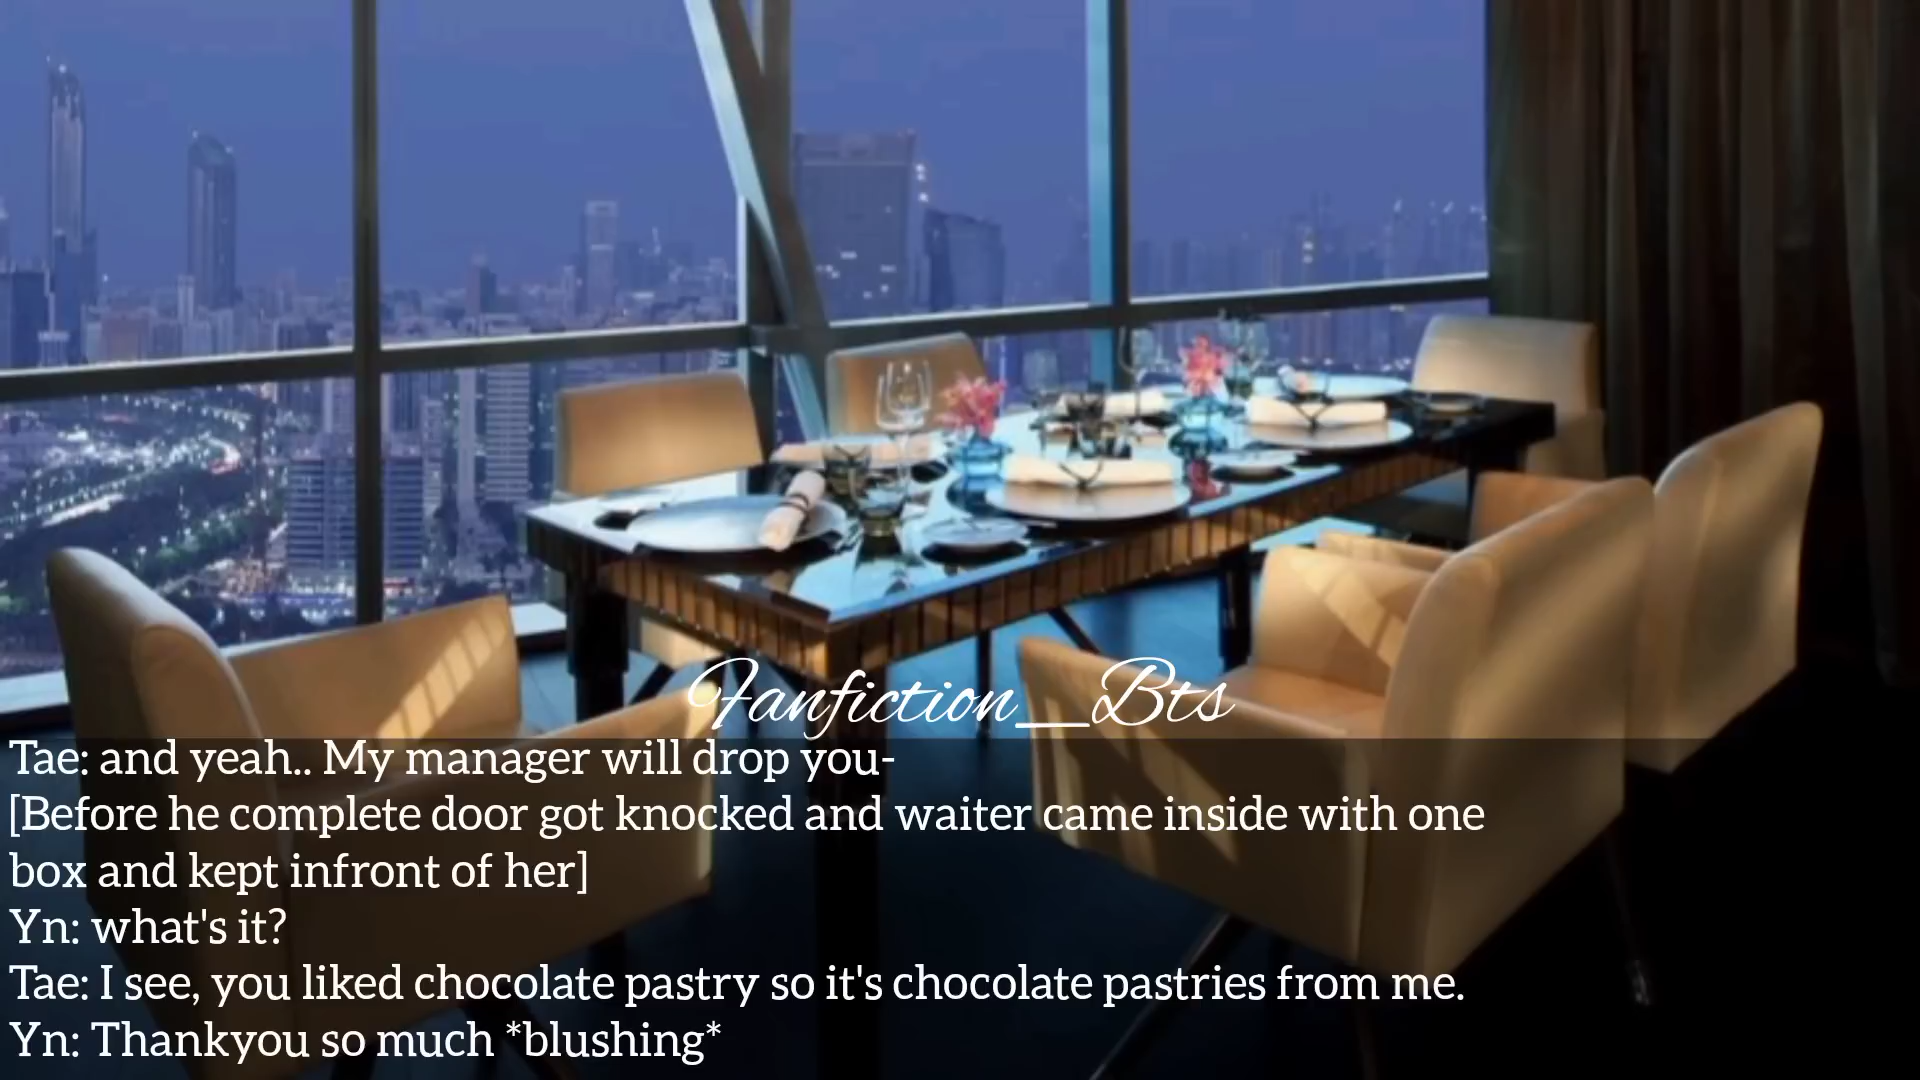 Fanfiction__Bts
Tae: and yeah.. My manager will drop you-
[Before he complete door got knocked and waiter came inside with one
box and kept infront of her]
Yn: what's it?
Tae: I see, you liked chocolate pastry so it's chocolate pastries from me.
Yn: Thankyou so much *blushing*